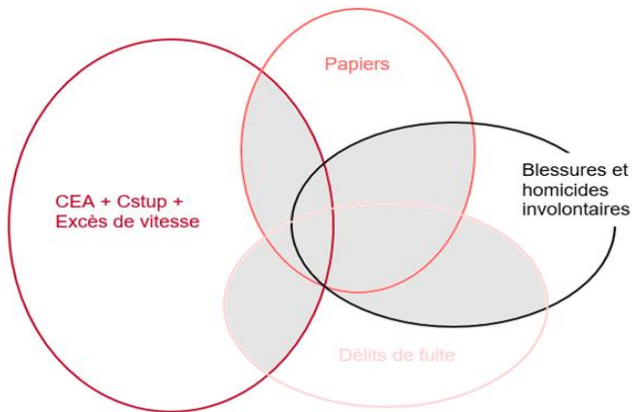 Papiers
CEA + Cstup +
Excès de vitesse
Blessures et
homicides
involontaires
Délits de fuite